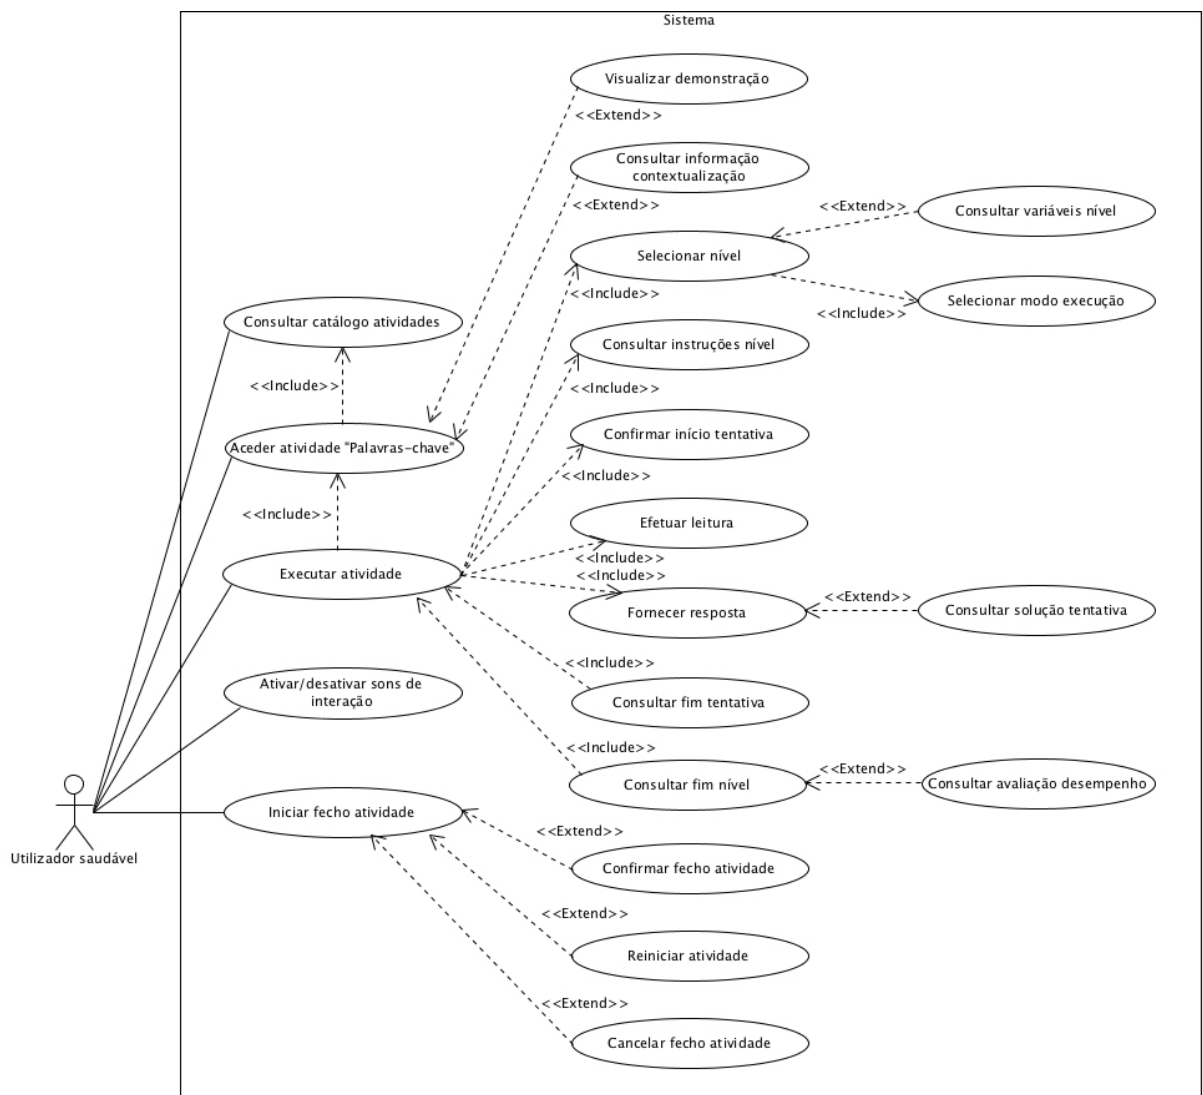 Sistema
Visualizar demonstração
<<Extend>>
Consultar informação
contextualização
<<Extend>>
<<Extend>>
Consultar variáveis nível
Selecionar nível
<<Include>>
Selecionar modo execução
<<Include>>
Consultar catálogo atividades
Consultar instruções nível
<<Include>>
<<Include>>
Aceder atividade "Palavras-chave"
Confirmar início tentativa
<<Include>>
<<Include>>
Efetuar leitura
<<Include>>
Executar atividade
<<Include>>
<<Extend>>
Fornecer resposta
Consultar solução tentativa
<<Include>>
Ativar/desativar sons de
interação
Consultar fim tentativa
<<Include>>
<<Extend>>
Consultar fim nível
Consultar avaliação desempenho
Iniciar fecho atividade
<<Extend>>
Utilizador saudável
Confirmar fecho atividade
<<Extend>>
Reiniciar atividade
<<Extend>>
Cancelar fecho atividade